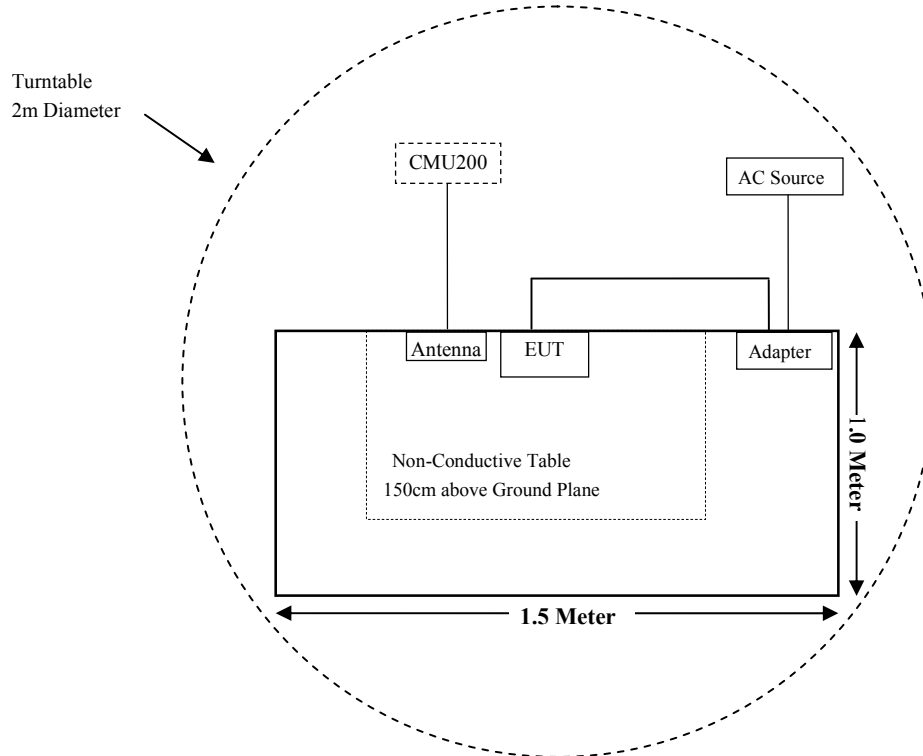 Turntable
2m Diameter
CMU200
AC Source
Antenna
EUT
Adapter
Non-Conductive Table
150cm above Ground Plane
1.0 Meter
1.5 Meter